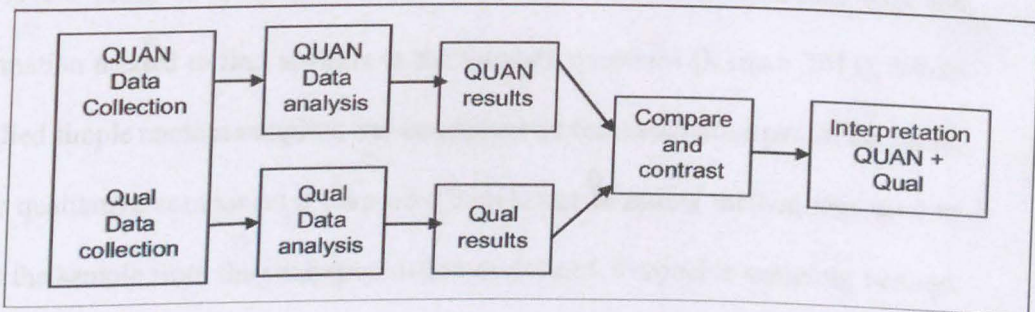 QUAN
Data
Collection
QUAN
Data
analysis
QUAN
results
Qual
Data
collection
Qual
Data
analysis
Qual
results
Compare
and
contrast
Interpretation
QUAN +
Qual